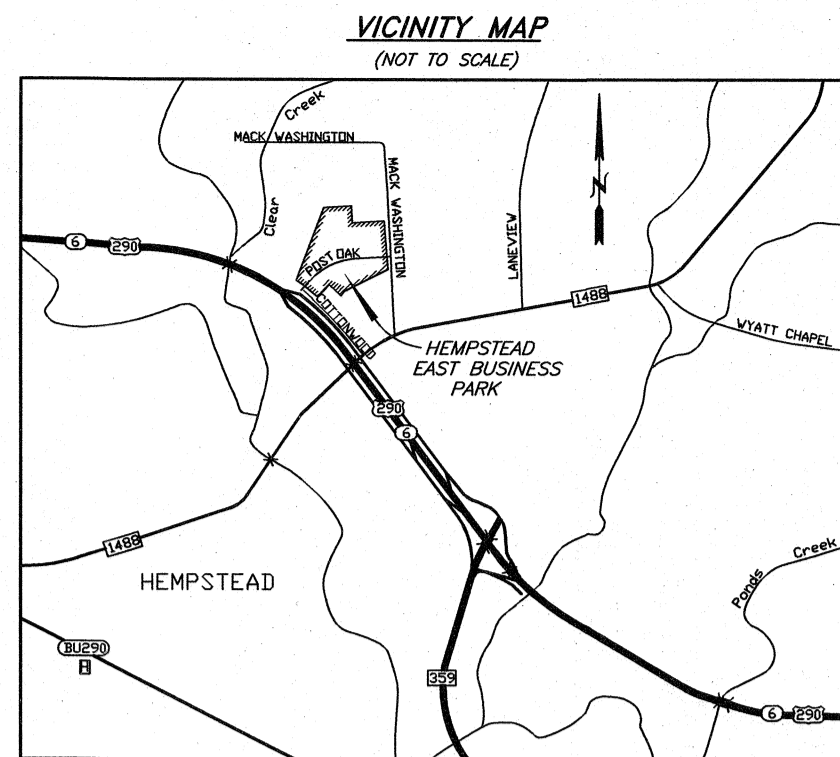 VICINITY MAP
(NOT TO SCALE)
Creek
MACK WASHINGTON
MACK WASHINGTON
N
Clear
LANEVIEW
6
290
POST OAK
1488
COTTONWOOD
WYATT CHAPEL
HEMPSTEAD
EAST BUSINESS
PARK
290
6
1488
Creek
Ponds
HEMPSTEAD
BU290
359
6
290